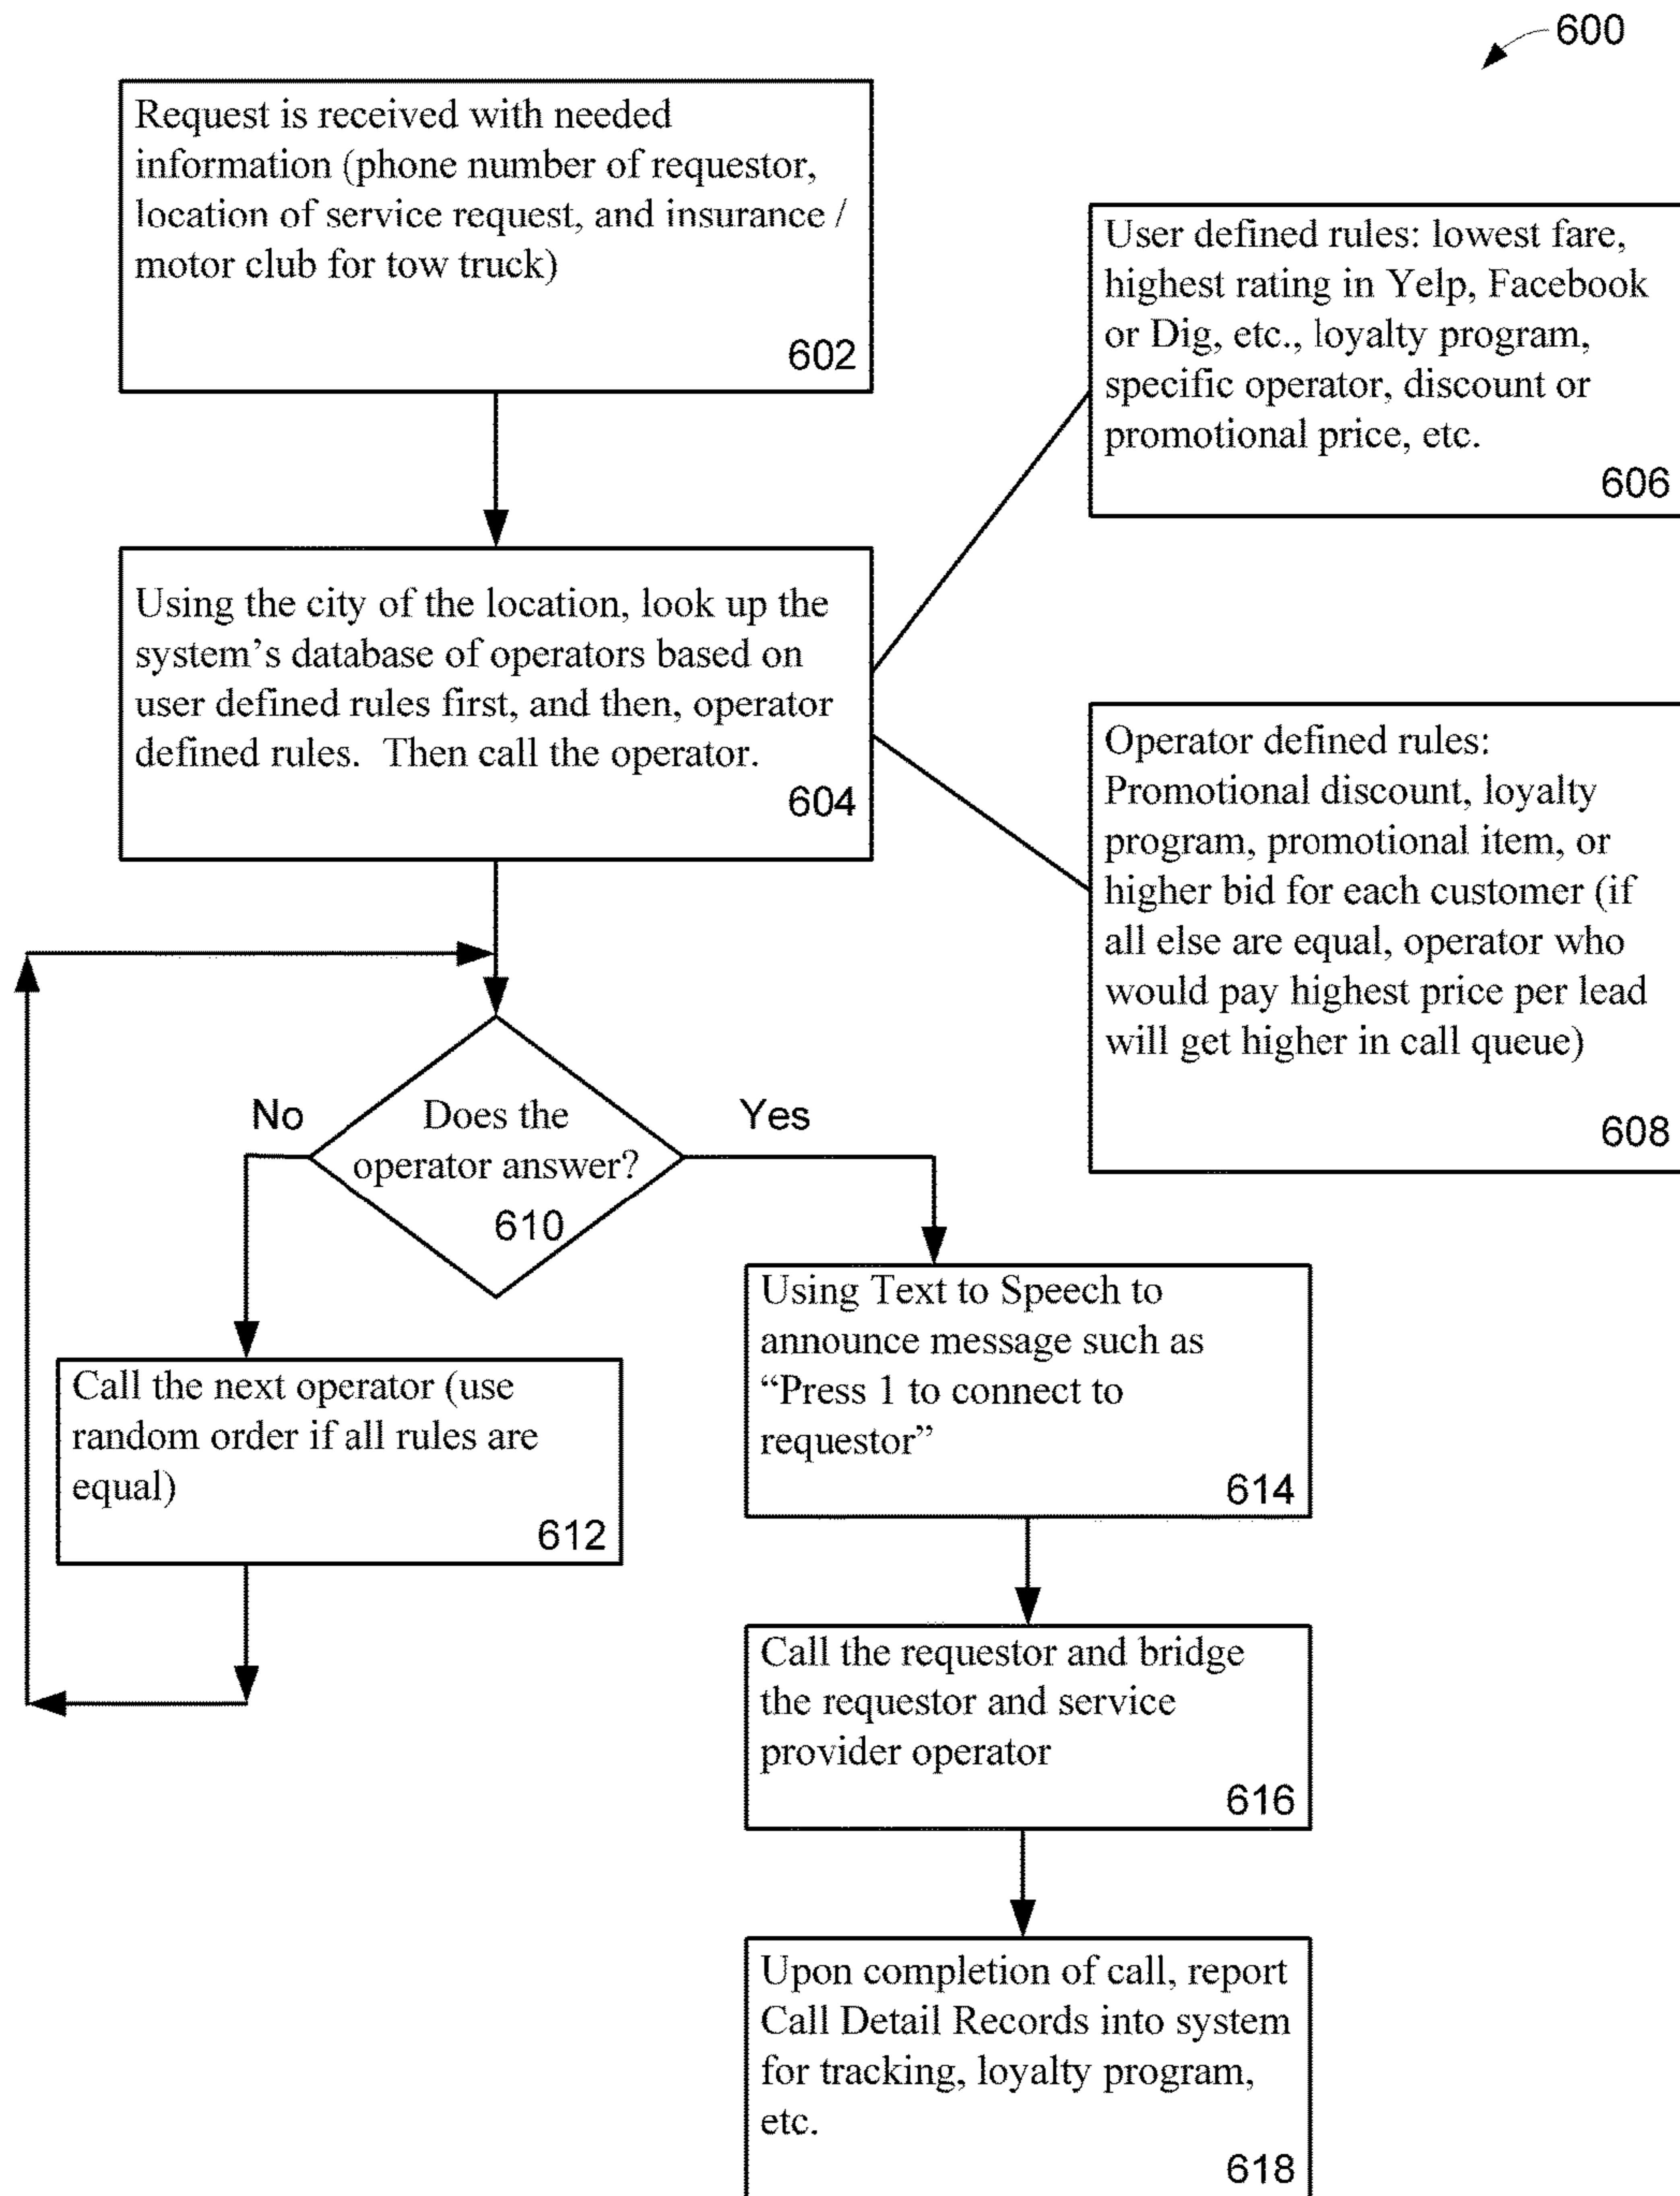 600
Request is received with needed
information (phone number of requestor,
location of service request, and insurance /
motor club for tow truck)
602
User defined rules: lowest fare,
highest rating in Yelp, Facebook
or Dig, etc., loyalty program,
specific operator, discount or
promotional price, etc.
606
Using the city of the location, look up the
system's database of operators based on
user defined rules first, and then, operator
defined rules.  Then call the operator.
604
Operator defined rules:
Promotional discount, loyalty
program, promotional item, or
higher bid for each customer (if
all else are equal, operator who
would pay highest price per lead
will get higher in call queue)
608
No
Does the
operator answer?
610
Yes
Call the next operator (use
random order if all rules are
equal)
612
Using Text to Speech to
announce message such as
“Press 1 to connect to
requestor”
614
Call the requestor and bridge
the requestor and service
provider operator
616
Upon completion of call, report
Call Detail Records into system
for tracking, loyalty program,
etc.
618